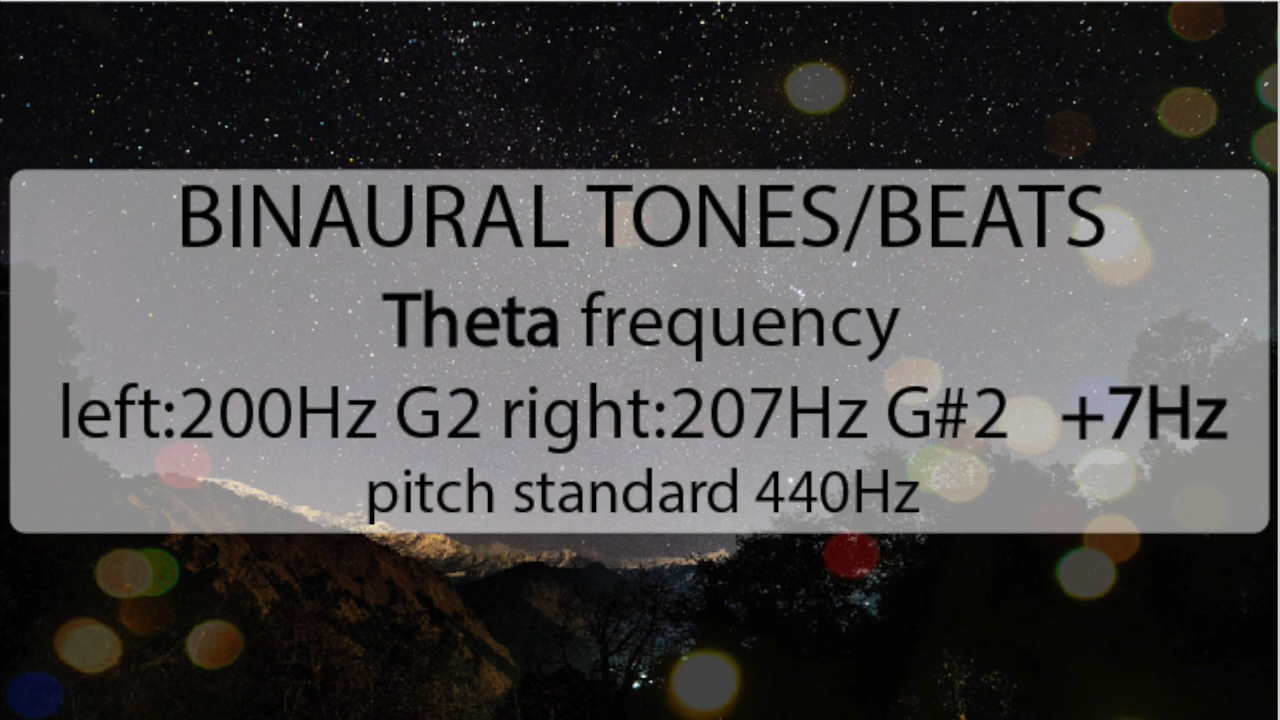 BINAURAL TONES/BEATS
Theta frequency
left:200Hz G2 right:207Hz G#2 +7Hz
pitch standard 440Hz